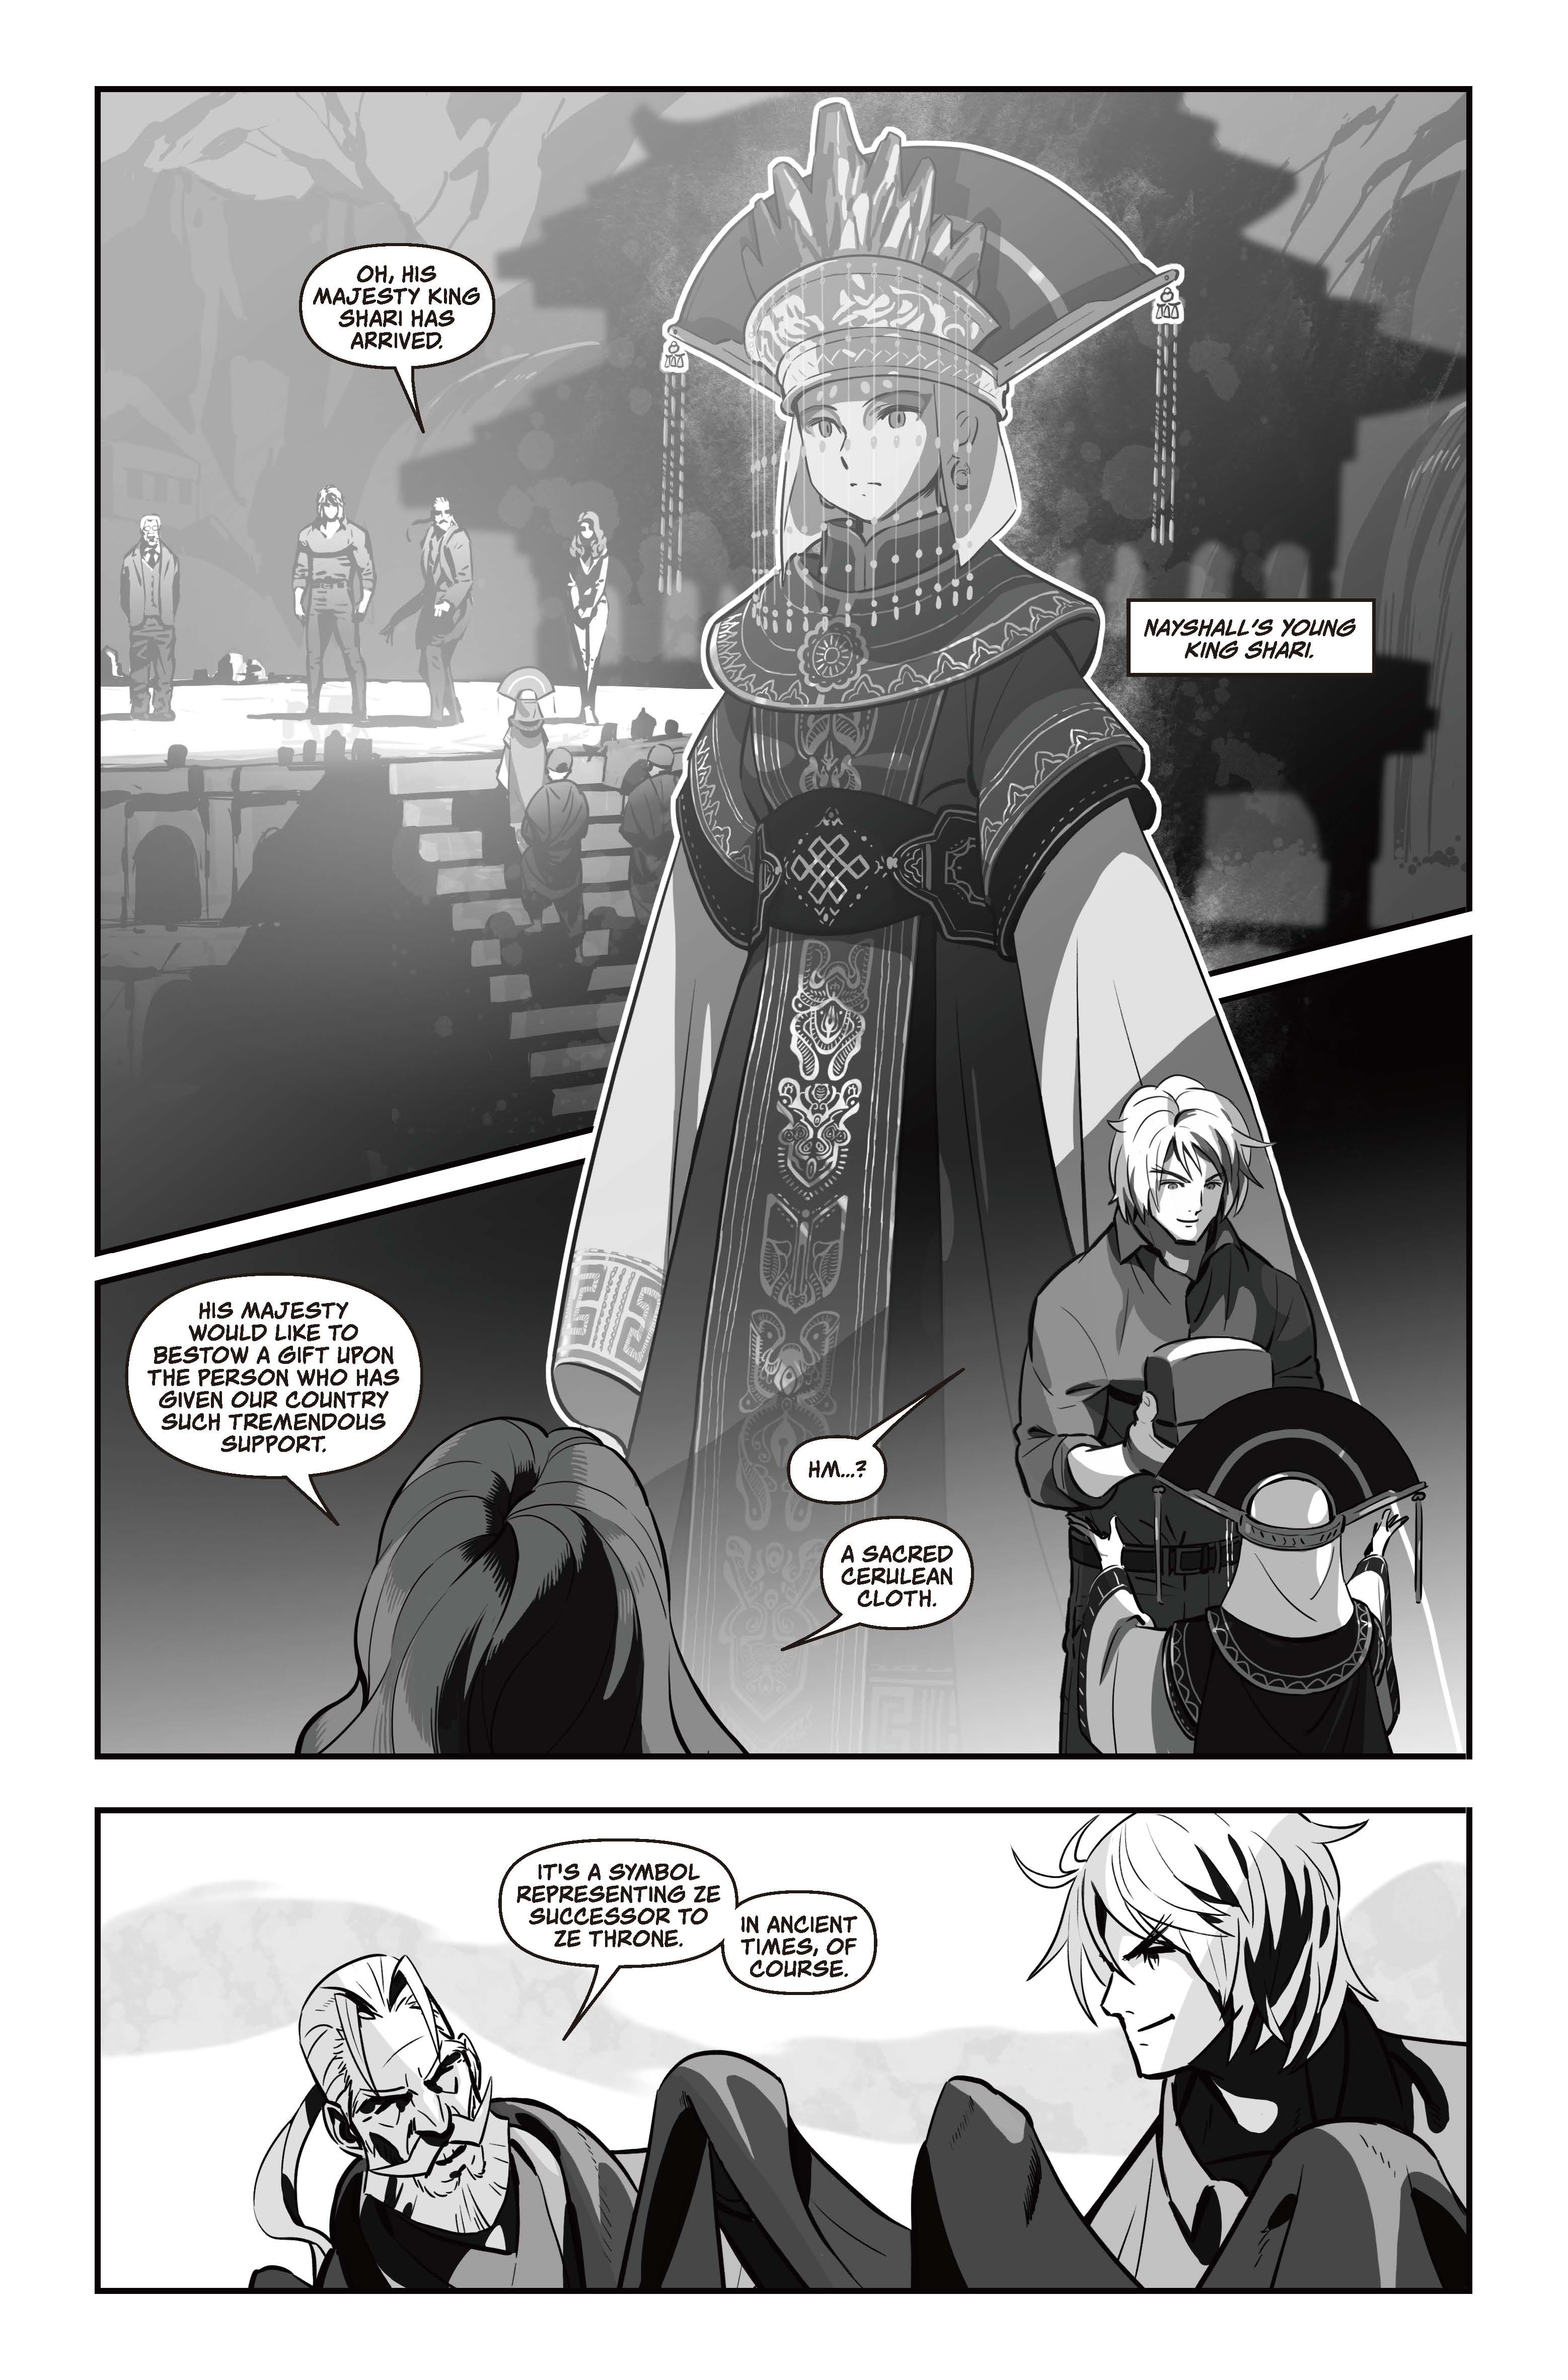 OH, HIS
MAJESTY KING
SHARI HAS
ARRIVED.
NAYSHALL'S YOUNG
KING SHARI.
HIS MAJESTY
WOULD LIKE TO
BESTOW A GIFT UPON
THE PERSON WHO HAS
GIVEN OUR COUNTRY
SUCH TREMENDOUS
SUPPORT.
HM...?
A SACRED
CERULEAN
CLOTH.
IT'S A SYMBOL
REPRESENTING ZE
SUCCESSOR TO
ZE THRONE.
IN ANCIENT
TIMES, OF
COURSE.